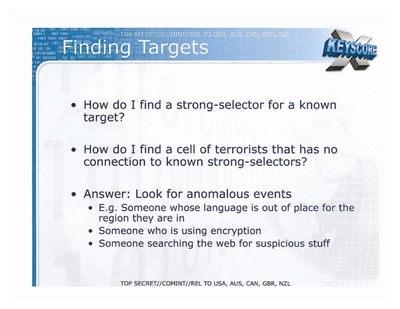 TOP SECRET//COMINT//REL TO USA, AUS, CAN, GBR, NZL
Finding Targets
X
KEYSCORE
• How do I find a strong-selector for a known
target?
• How do I find a cell of terrorists that has no
connection to known strong-selectors?
• Answer: Look for anomalous events
• E.g. Someone whose language is out of place for the
region they are in
• Someone who is using encryption
• Someone searching the web for suspicious stuff
TOP SECRET//COMINT//REL TO USA, AUS, CAN, GBR, NZL